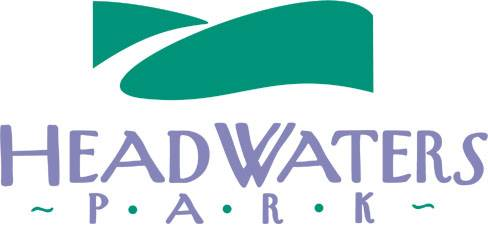 HEADWATERS
~ P • A • R • K ~